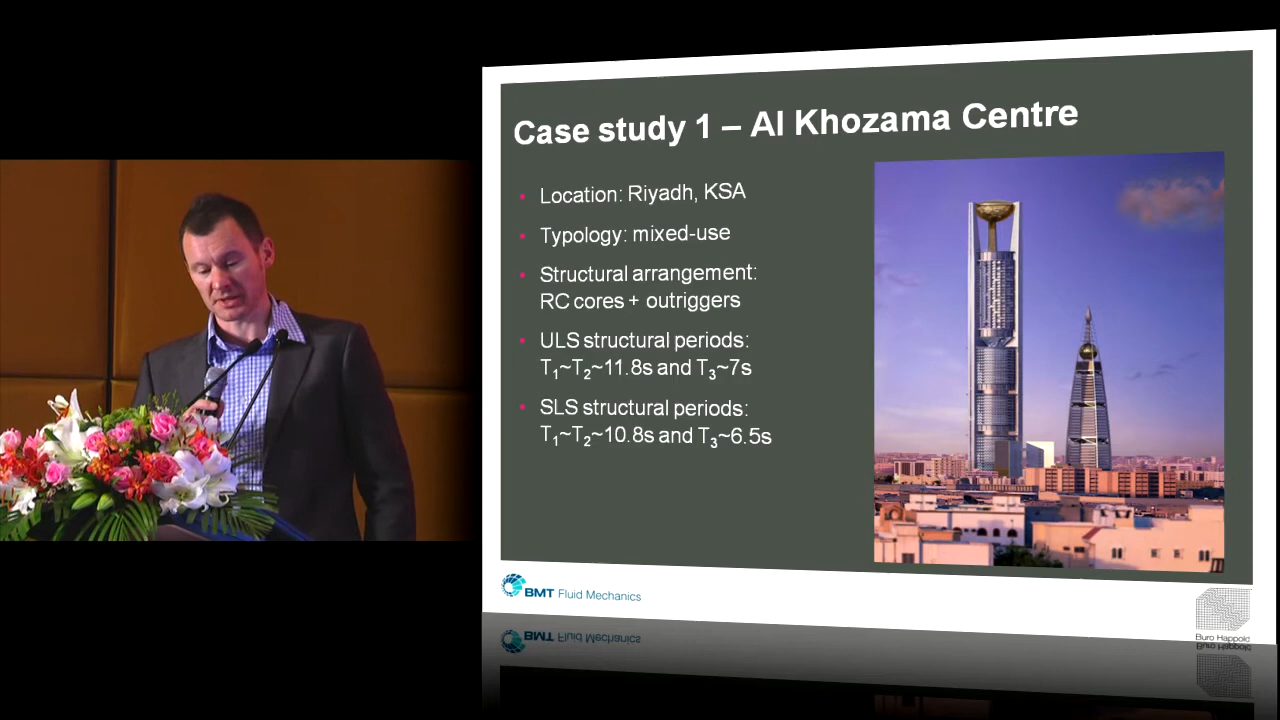 Case study 1 – Al Khozama Centre
• Location: Riyadh, KSA
• Typology: mixed-use
• Structural arrangement:
RC cores + outriggers
• ULS structural periods:
T₁~T₂~11.8s and T₃~7s
• SLS structural periods:
T₁~T₂~10.8s and T₃~6.5s
BMT Fluid Mechanics
Buro Happold